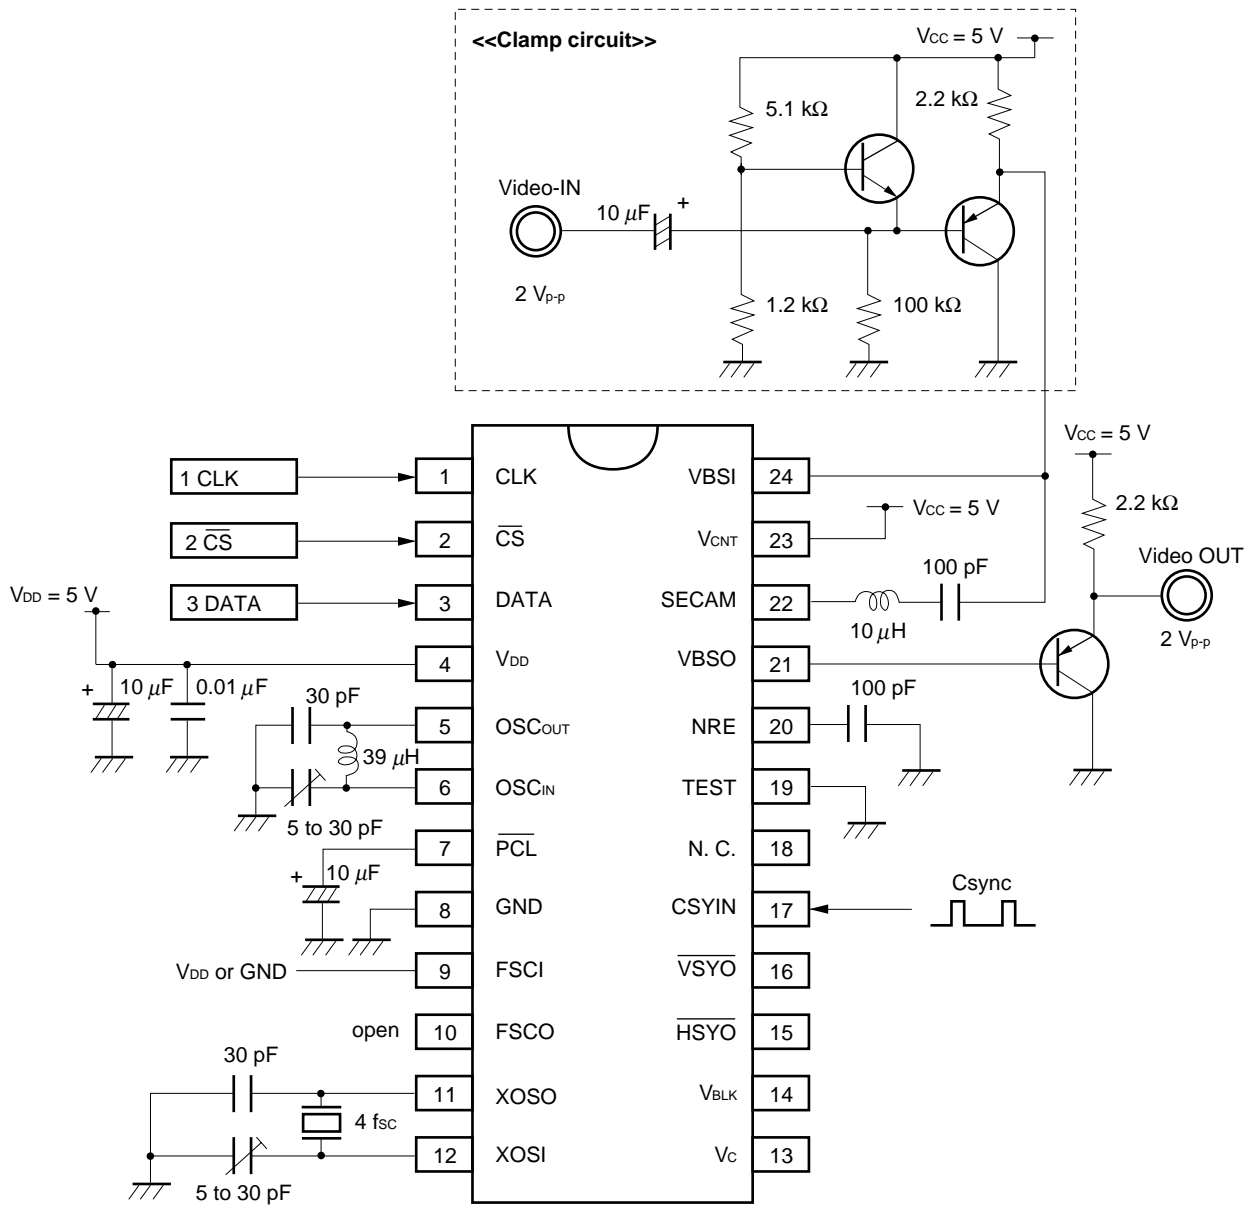 <<Clamp circuit>>
VCC = 5 V
5.1 kΩ
2.2 kΩ
Video-IN
10 µF
+
2 Vp-p
1.2 kΩ
100 kΩ
1 CLK
1
CLK
VBSI
24
VCC = 5 V
2 C̅S̅
2
C̅S̅
VCNT
23
VCC = 5 V
2.2 kΩ
3 DATA
3
DATA
SECAM
22
10 µH
100 pF
Video OUT
2 Vp-p
VDD = 5 V
4
VDD
VBSO
21
+
10 µF
0.01 µF
30 pF
5
OSCOUT
NRE
20
100 pF
39 µH
6
OSCIN
TEST
19
5 to 30 pF
7
P̅C̅L̅
N. C.
18
+
10 µF
8
GND
CSYIN
17
Csync
VDD or GND
9
FSCI
V̅S̅Y̅O̅
16
open
10
FSCO
H̅S̅Y̅O̅
15
30 pF
11
XOSO
VBLK
14
4 fSC
12
XOSI
VC
13
5 to 30 pF